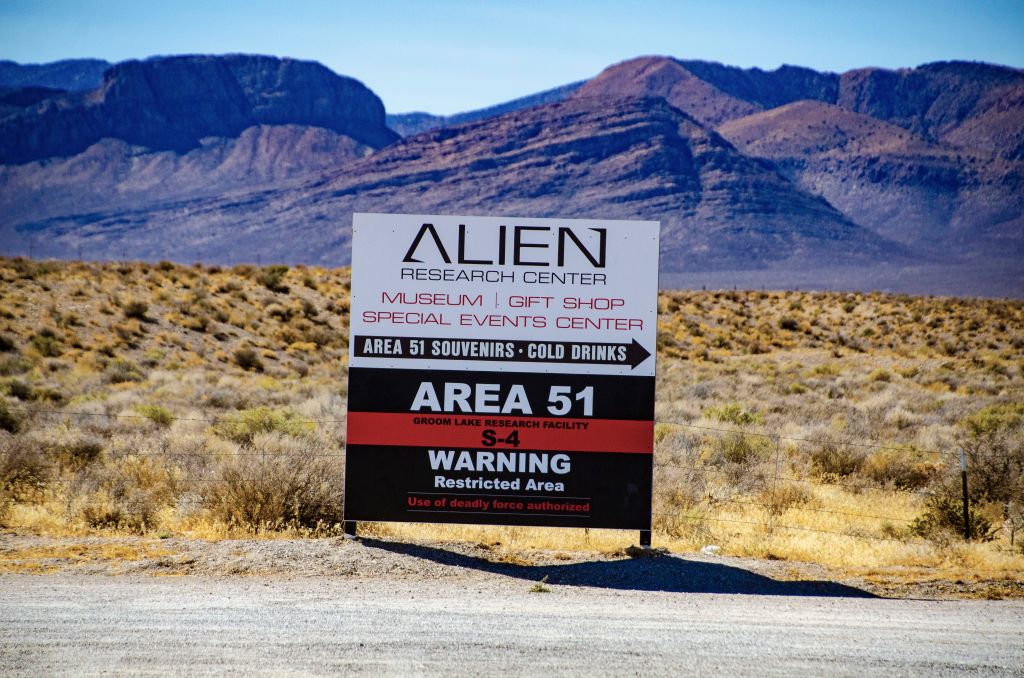 ALIEN
RESEARCH CENTER
MUSEUM | GIFT SHOP
SPECIAL EVENTS CENTER
AREA 51 SOUVENIRS · COLD DRINKS
AREA 51
GROOM LAKE RESEARCH FACILITY
S-4
WARNING
Restricted Area
Use of deadly force authorized